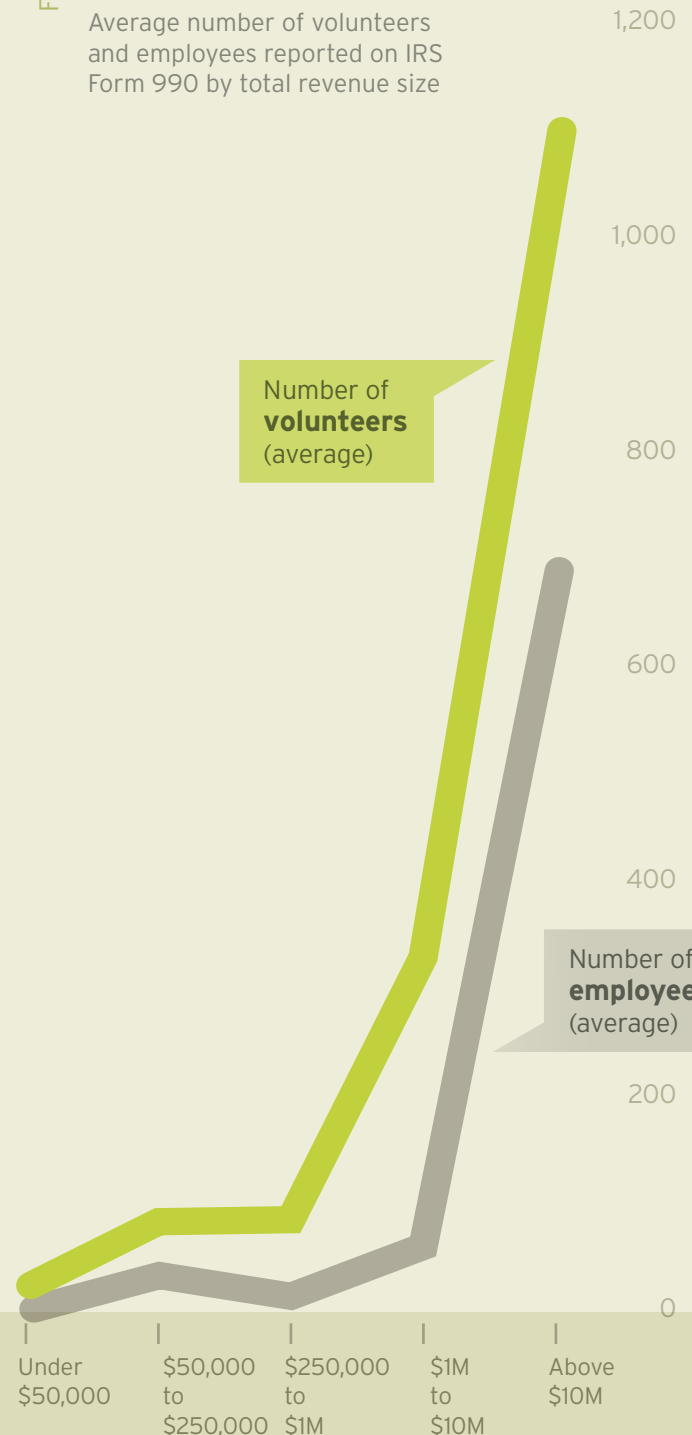 Average number of volunteers
and employees reported on IRS
Form 990 by total revenue size
1,200
1,000
800
600
400
200
0
Number of
volunteers
(average)
Number of
(average)
Under
$50,000
$50,000
to
$250,000
$250,000
to
$1M
$1M
to
$10M
Above
$10M